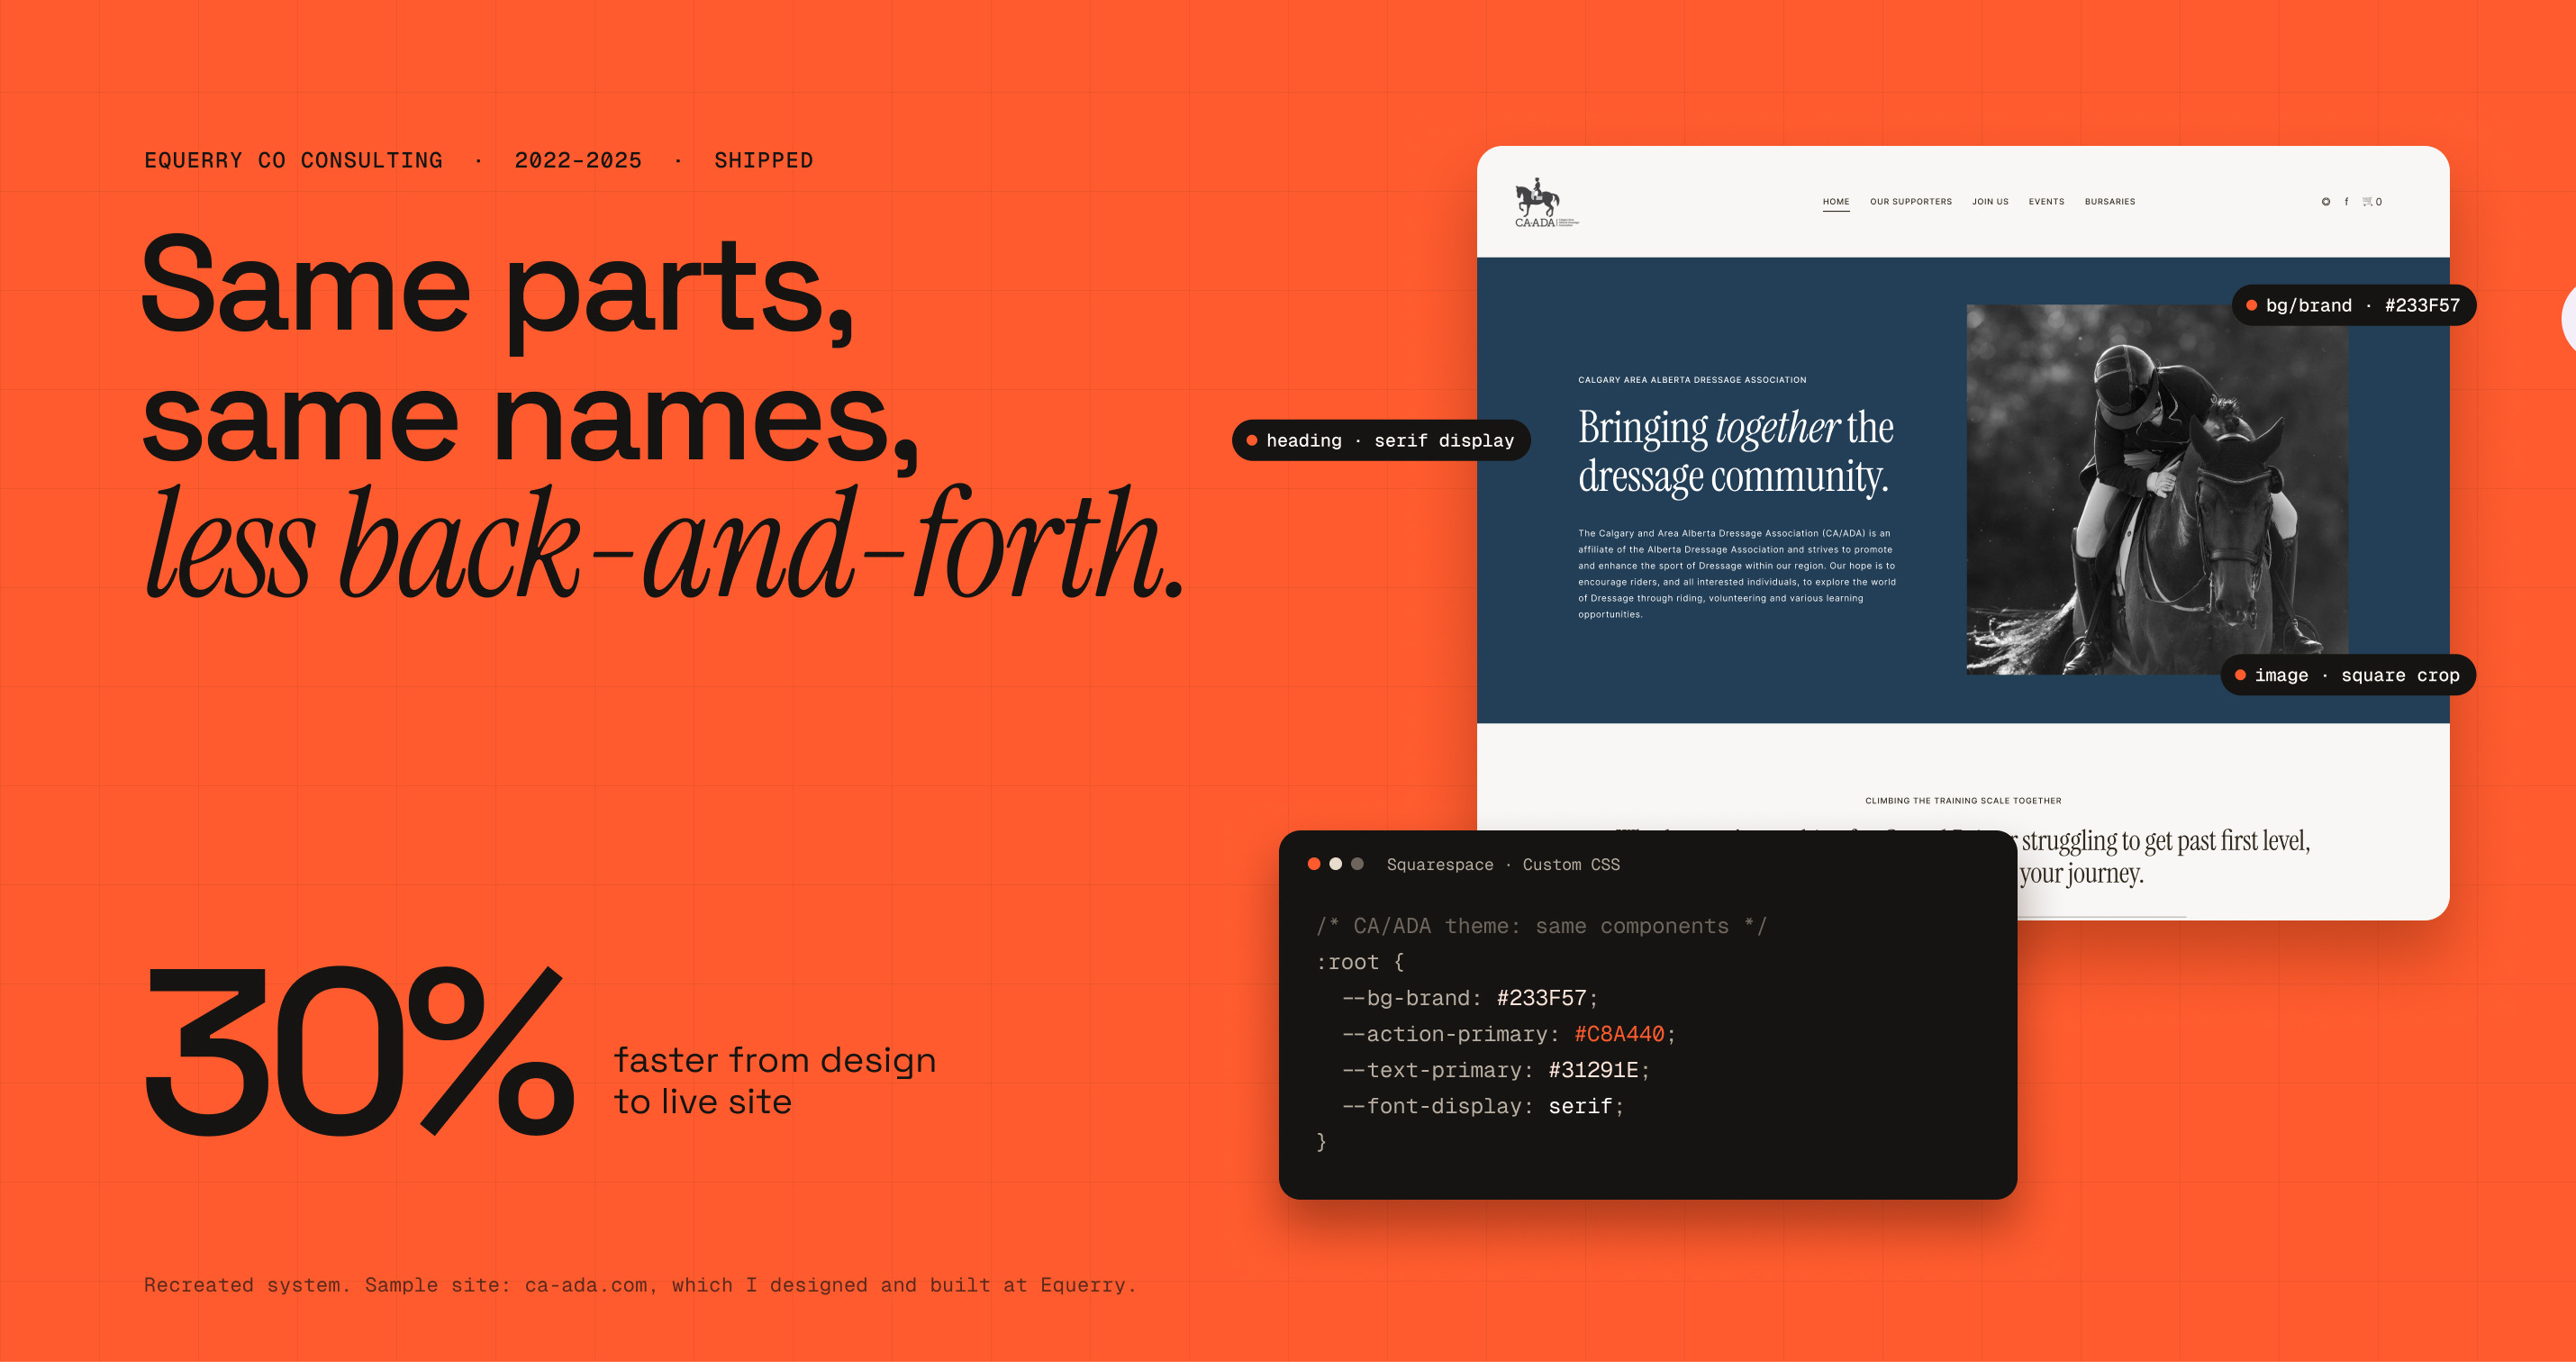 EQUERRY CO CONSULTING · 2022–2025 · SHIPPED
Same parts,
same names,
less back-and-forth.
30%
faster from design
to live site
Recreated system. Sample site: ca-ada.com, which I designed and built at Equerry.
CA·ADA
HOME OUR SUPPORTERS JOIN US EVENTS BURSARIES
f 0
bg/brand · #233F57
CALGARY AREA ALBERTA DRESSAGE ASSOCIATION
heading · serif display
Bringing together the
dressage community.
The Calgary and Area Alberta Dressage Association (CA/ADA) is an
affiliate of the Alberta Dressage Association and strives to promote
and enhance the sport of Dressage within our region. Our hope is to
encourage riders, and all interested individuals, to explore the world
of Dressage through riding, volunteering and various learning
opportunities.
image · square crop
CLIMBING THE TRAINING SCALE TOGETHER
struggling to get past first level,
your journey.
Squarespace · Custom CSS
/* CA/ADA theme: same components */
:root {
--bg-brand: #233F57;
--action-primary: #C8A440;
--text-primary: #31291E;
--font-display: serif;
}